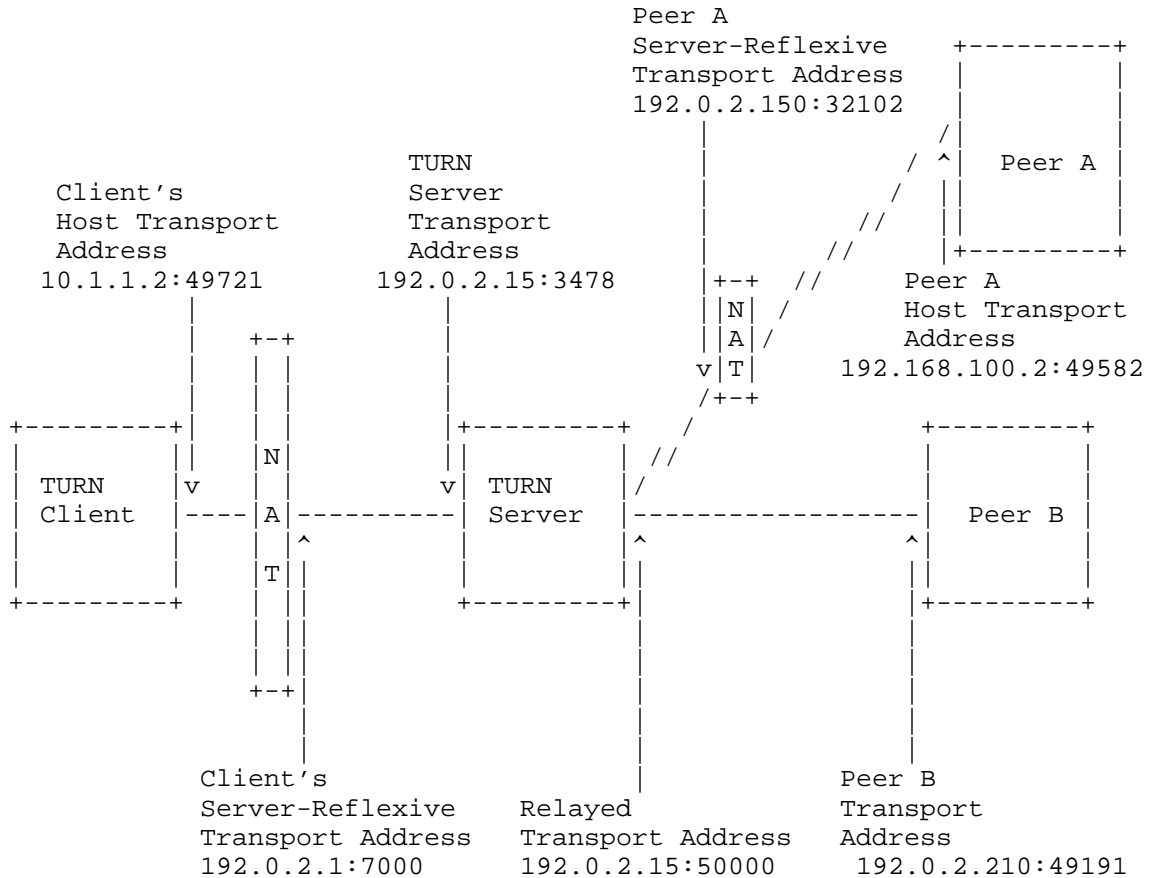 Peer A
Server-Reflexive
Transport Address
192.0.2.150:32102
TURN
Server
Transport
Address
192.0.2.15:3478
Peer A
Client's
Host Transport
Address
10.1.1.2:49721
Peer A
Host Transport
Address
192.168.100.2:49582
N
A
T
TURN
Client
N
A
T
TURN
Server
Peer B
Client's
Server-Reflexive
Transport Address
192.0.2.1:7000
Relayed
Transport Address
192.0.2.15:50000
Peer B
Transport
Address
192.0.2.210:49191